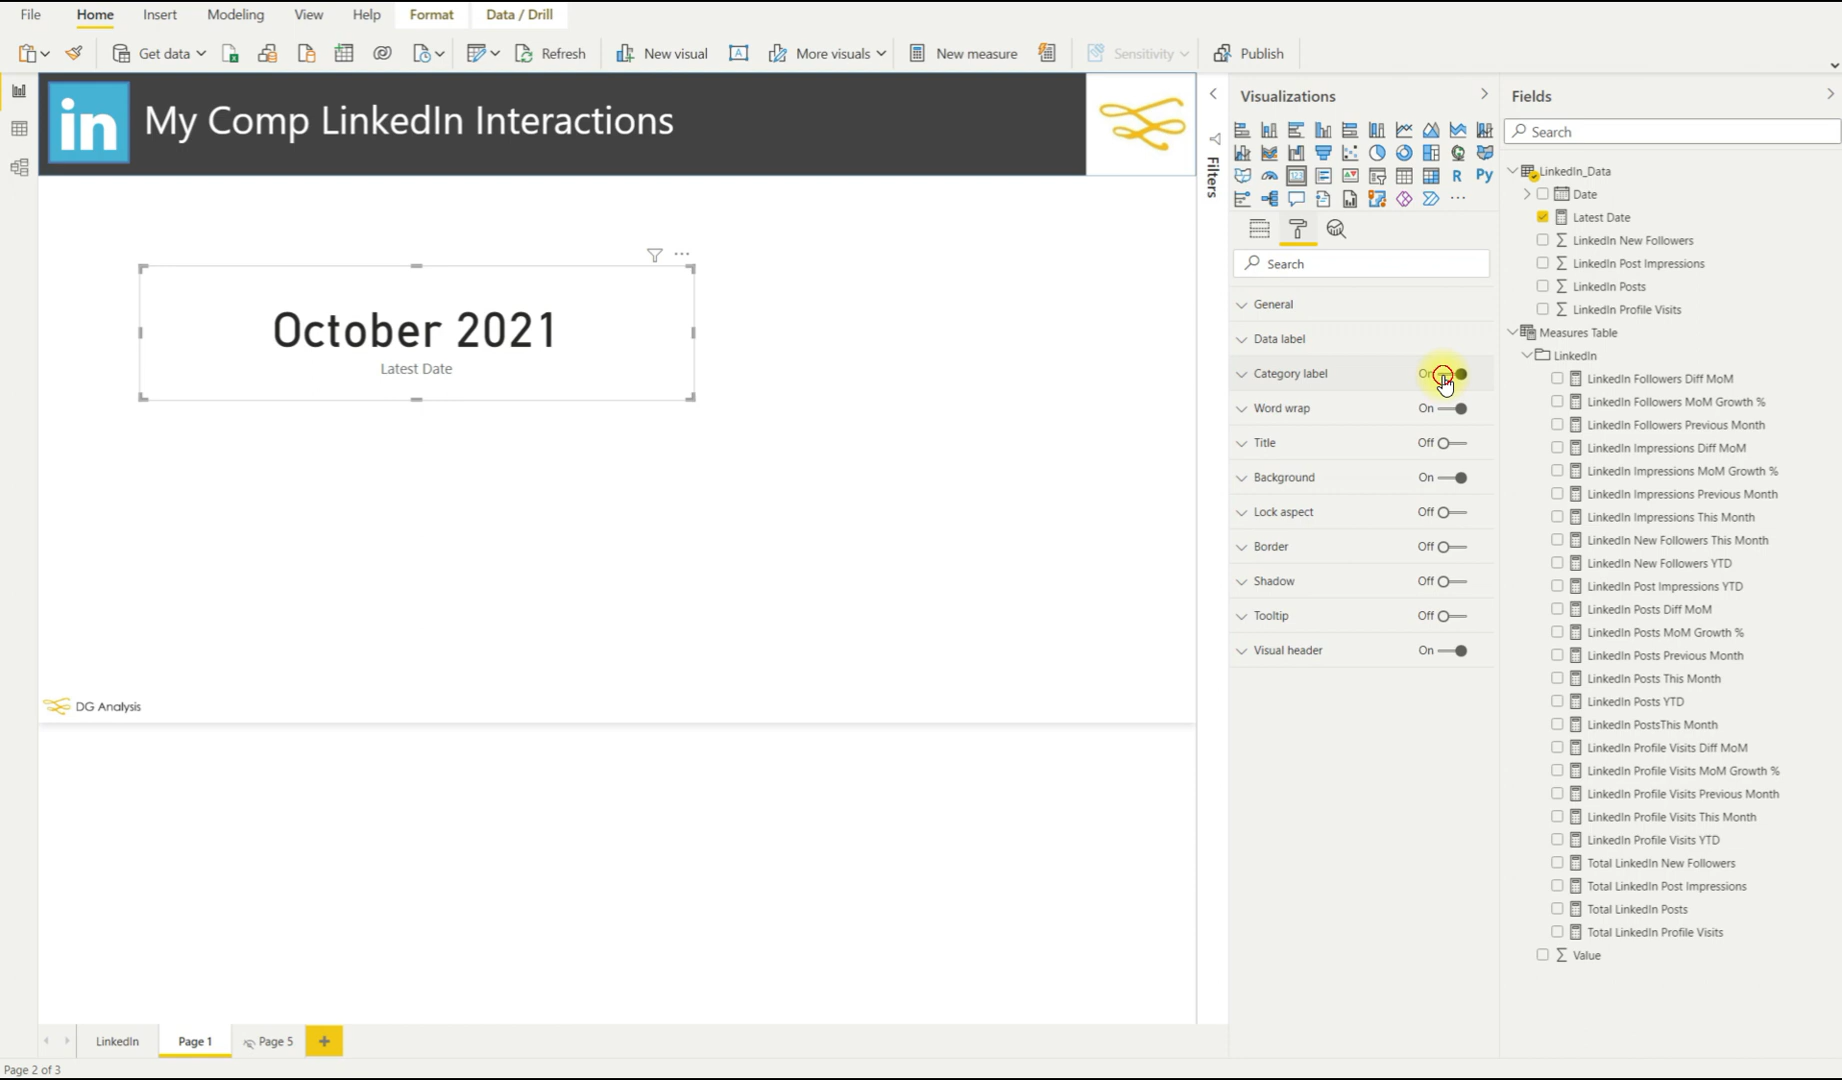 File Home Insert Modeling View Help Format Data / Drill
Get data Refresh New visual More visuals New measure Sensitivity Publish
in My Comp LinkedIn Interactions
October 2021
Latest Date
DG Analysis
Filters
Visualizations
R Py
Search
General
Data label
Category label On
Word wrap On
Title Off
Background On
Lock aspect Off
Border Off
Shadow Off
Tooltip Off
Visual header On
Fields
Search
LinkedIn_Data
Date
Latest Date
LinkedIn New Followers
LinkedIn Post Impressions
LinkedIn Posts
LinkedIn Profile Visits
Measures Table
LinkedIn
LinkedIn Followers Diff MoM
LinkedIn Followers MoM Growth %
LinkedIn Followers Previous Month
LinkedIn Impressions Diff MoM
LinkedIn Impressions MoM Growth %
LinkedIn Impressions Previous Month
LinkedIn Impressions This Month
LinkedIn New Followers This Month
LinkedIn New Followers YTD
LinkedIn Post Impressions YTD
LinkedIn Posts Diff MoM
LinkedIn Posts MoM Growth %
LinkedIn Posts Previous Month
LinkedIn Posts This Month
LinkedIn Posts YTD
LinkedIn PostsThis Month
LinkedIn Profile Visits Diff MoM
LinkedIn Profile Visits MoM Growth %
LinkedIn Profile Visits Previous Month
LinkedIn Profile Visits This Month
LinkedIn Profile Visits YTD
Total LinkedIn New Followers
Total LinkedIn Post Impressions
Total LinkedIn Posts
Total LinkedIn Profile Visits
Value
LinkedIn Page 1 Page 5
Page 2 of 3